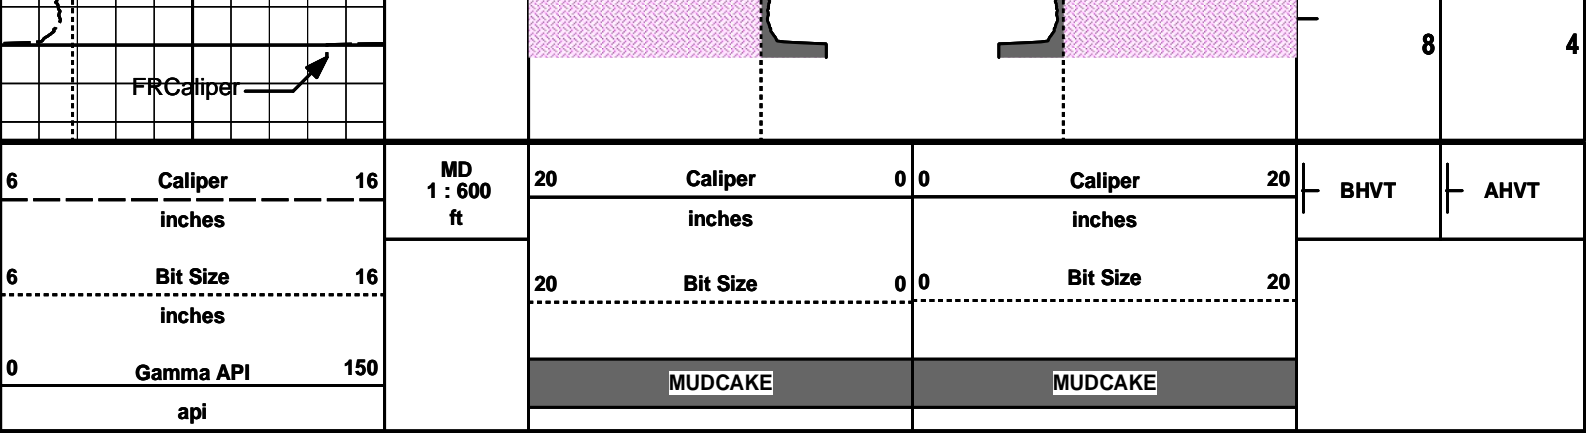 8
4
FRCaliper
6 Caliper 16
inches
6 Bit Size 16
inches
0 Gamma API 150
api
MD
1 : 600
ft
20 Caliper 0
inches
20 Bit Size 0
MUDCAKE
0 Caliper 20
inches
0 Bit Size 20
MUDCAKE
BHVT
AHVT